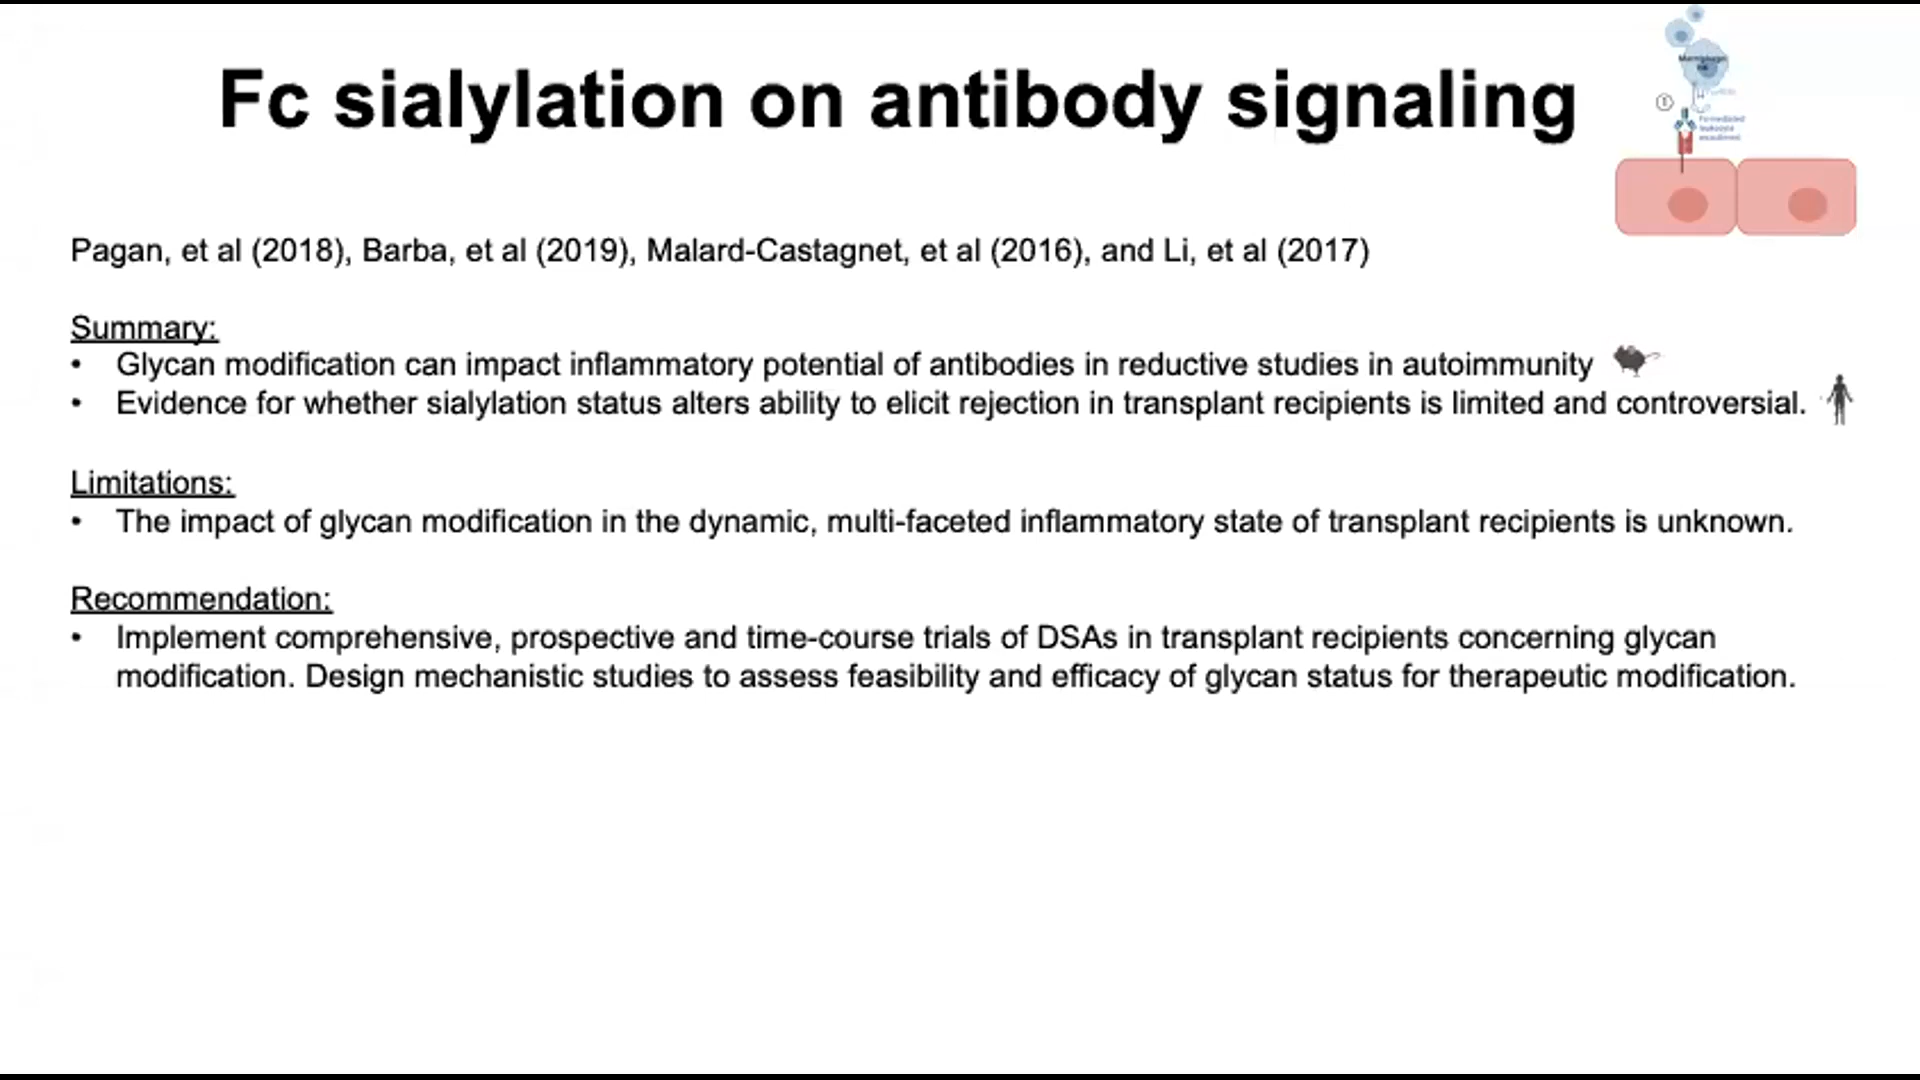 Fc sialylation on antibody signaling
①
Fc-mediated
leukocyte
recruitment
Pagan, et al (2018), Barba, et al (2019), Malard-Castagnet, et al (2016), and Li, et al (2017)
Summary:
• Glycan modification can impact inflammatory potential of antibodies in reductive studies in autoimmunity
• Evidence for whether sialylation status alters ability to elicit rejection in transplant recipients is limited and controversial.
Limitations:
• The impact of glycan modification in the dynamic, multi-faceted inflammatory state of transplant recipients is unknown.
Recommendation:
• Implement comprehensive, prospective and time-course trials of DSAs in transplant recipients concerning glycan
modification. Design mechanistic studies to assess feasibility and efficacy of glycan status for therapeutic modification.